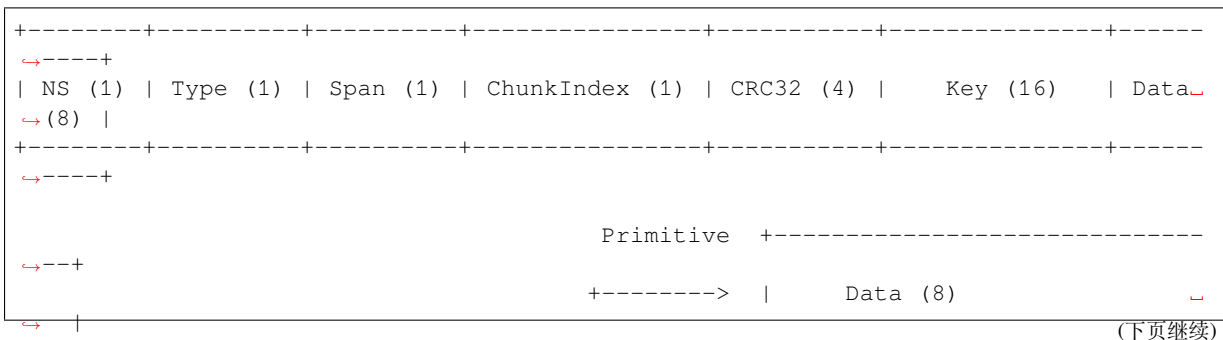 +--------+----------+----------+---------------+-----------+---------------+------
↪----+
| NS (1) | Type (1) | Span (1) | ChunkIndex (1) | CRC32 (4) |    Key (16)   | Data␣
↪(8) |
+--------+----------+----------+---------------+-----------+---------------+------
↪----+
                                        Primitive  +------------------------------
↪--+
                                       +-------->  |     Data (8)                 ␣
↪  |
(下页继续)